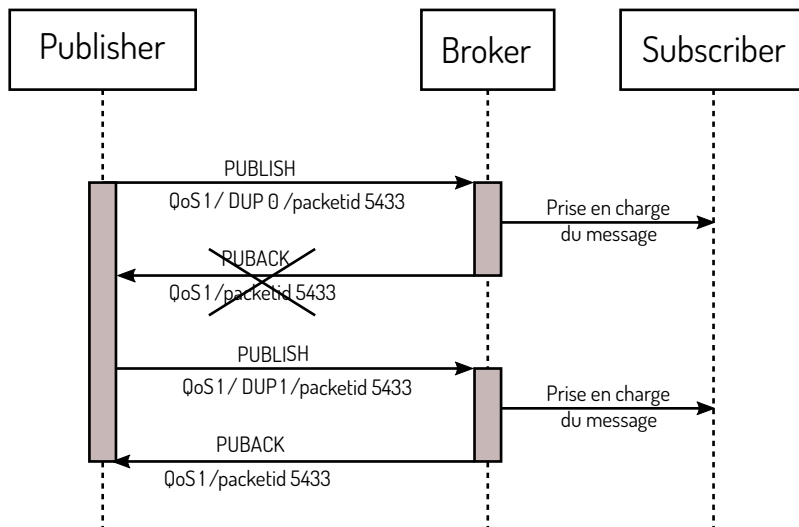 Publisher
Broker
Subscriber
PUBLISH
QoS 1 / DUP 0 /packetid 5433
Prise en charge
du message
PUBACK
QoS 1 /packetid 5433
PUBLISH
QoS 1 / DUP 1 /packetid 5433
Prise en charge
du message
PUBACK
QoS 1 /packetid 5433